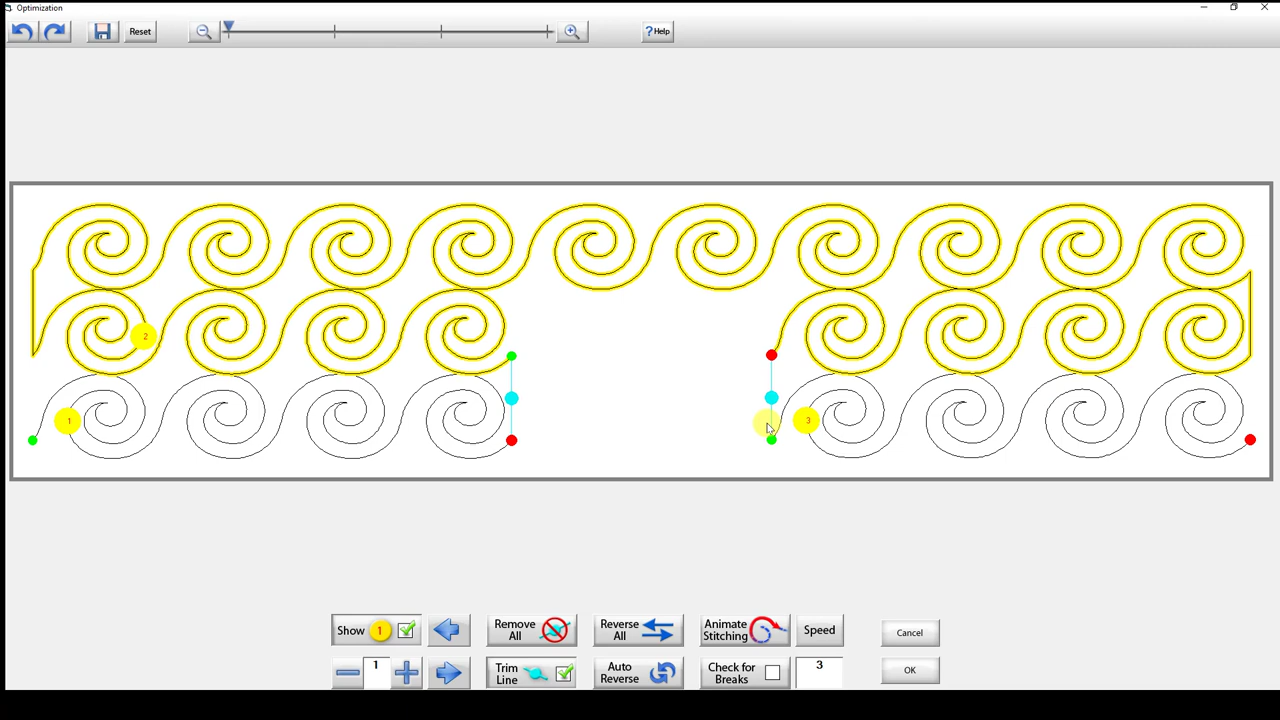 Optimization
Reset
? Help
2
1
3
Show 1
Remove All
Reverse All
Animate Stitching
Speed
Cancel
1
Trim Line
Auto Reverse
Check for Breaks
3
OK